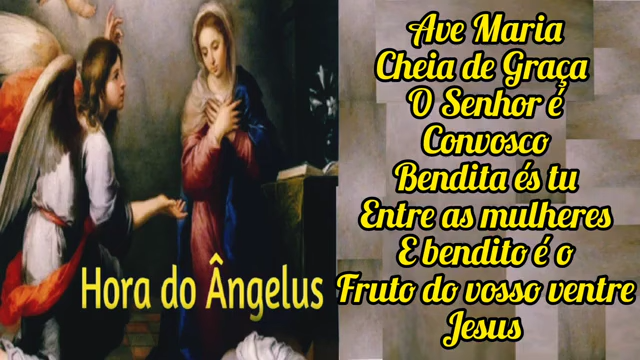 Hora do Ângelus
Ave Maria
Cheia de Graça
O Senhor é
Convosco
Bendita és tu
Entre as mulheres
E bendito é o
Fruto do vosso ventre
Jesus